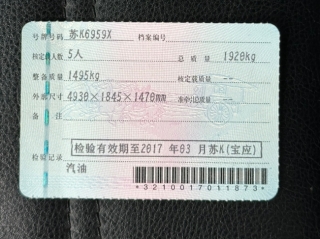 号牌号码 苏K6959X 档案编号
核定载人数 5人 总质量 1920kg
整备质量 1495kg 核定载质量 --
外廓尺寸 4930×1845×1470mm 准牵引总质量 --
备注
检验有效期至2017年03月苏K(宝应)
检验记录
汽油
*3210017011873*